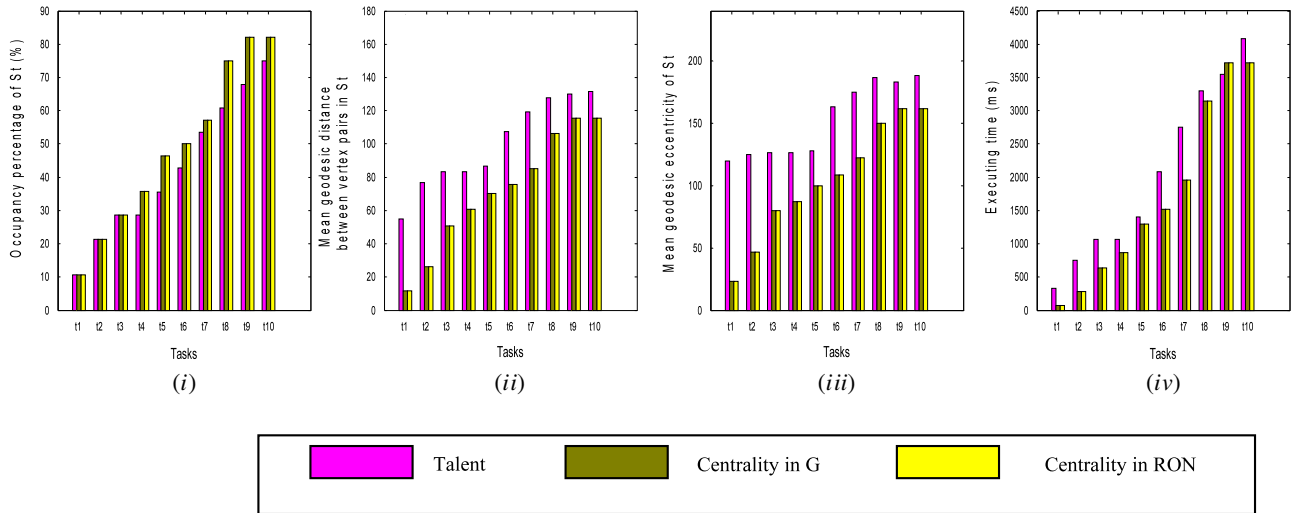 Occupancy percentage of St (%)
90
80
70
60
50
40
30
20
10
0
t1 t2 t3 t4 t5 t6 t7 t8 t9 t10
Tasks
(i)
Mean geodesic distance
between vertex pairs in St
180
160
140
120
100
80
60
40
20
0
t1 t2 t3 t4 t5 t6 t7 t8 t9 t10
Tasks
(ii)
Mean geodesic eccentricity of St
200
150
100
50
0
t1 t2 t3 t4 t5 t6 t7 t8 t9 t10
Tasks
(iii)
Executing time (ms)
4500
4000
3500
3000
2500
2000
1500
1000
500
0
t1 t2 t3 t4 t5 t6 t7 t8 t9 t10
Tasks
(iv)
Talent
Centrality in G
Centrality in RON